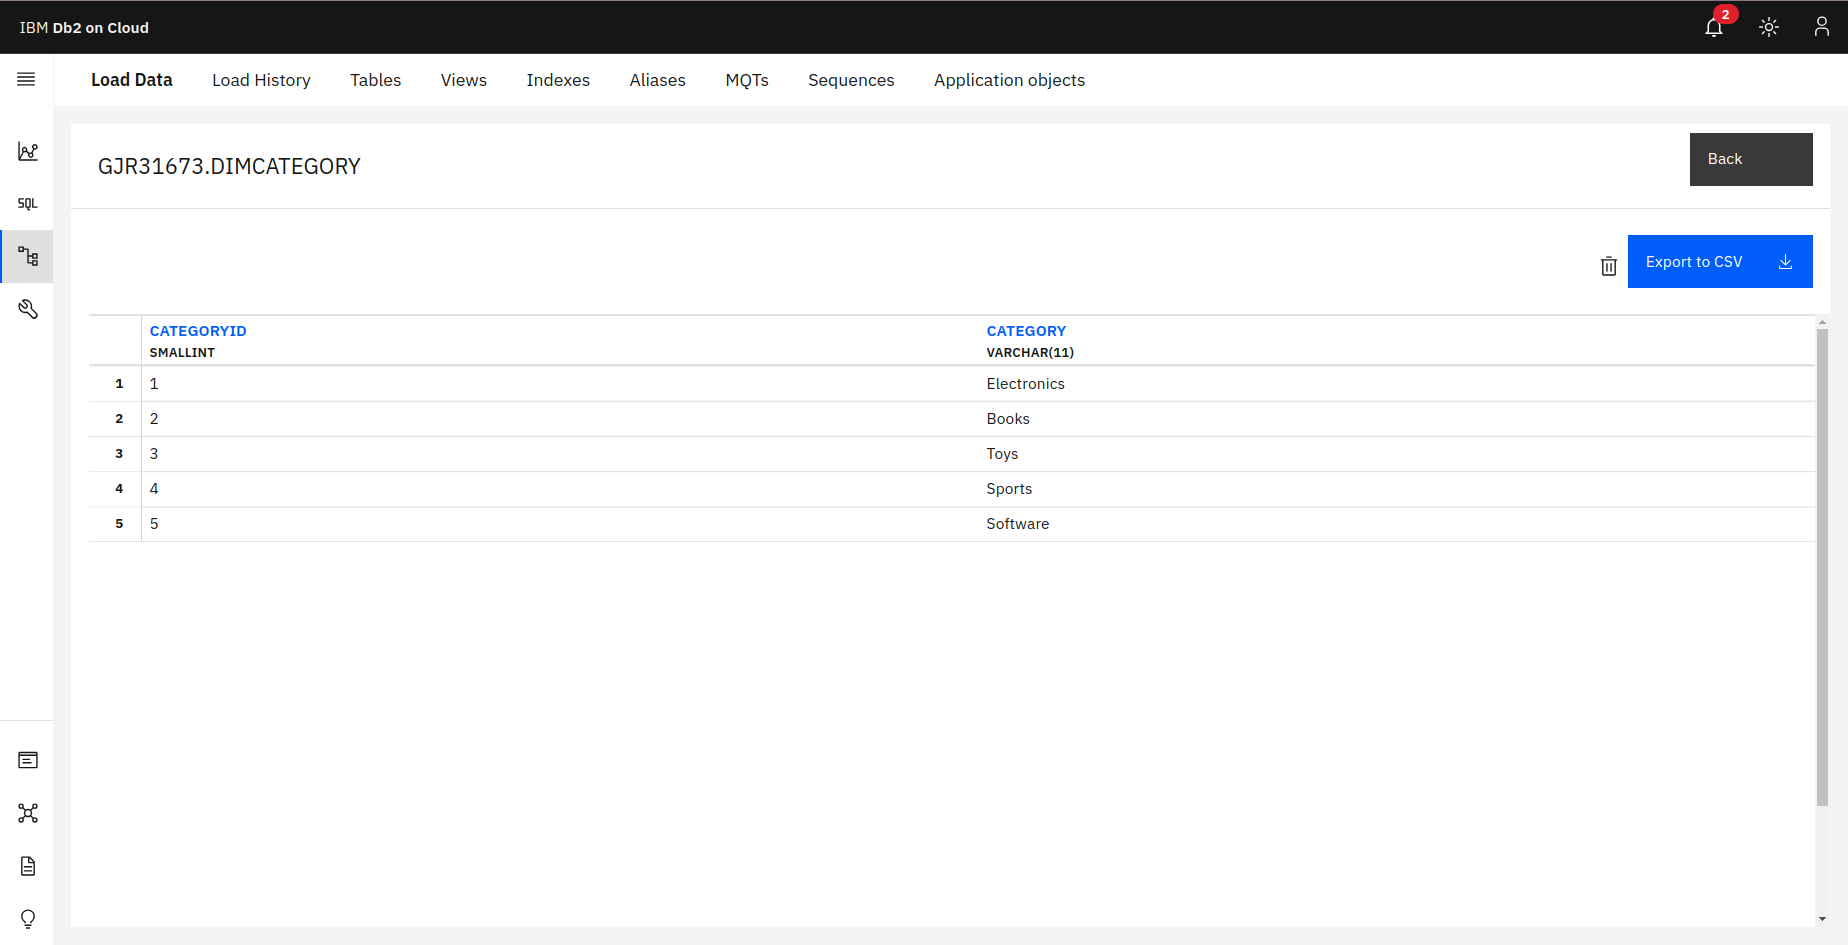 IBM Db2 on Cloud
2
Load Data Load History Tables Views Indexes Aliases MQTs Sequences Application objects
SQL
GJR31673.DIMCATEGORY
Back
Export to CSV
CATEGORYID CATEGORY
SMALLINT VARCHAR(11)
1 1 Electronics
2 2 Books
3 3 Toys
4 4 Sports
5 5 Software